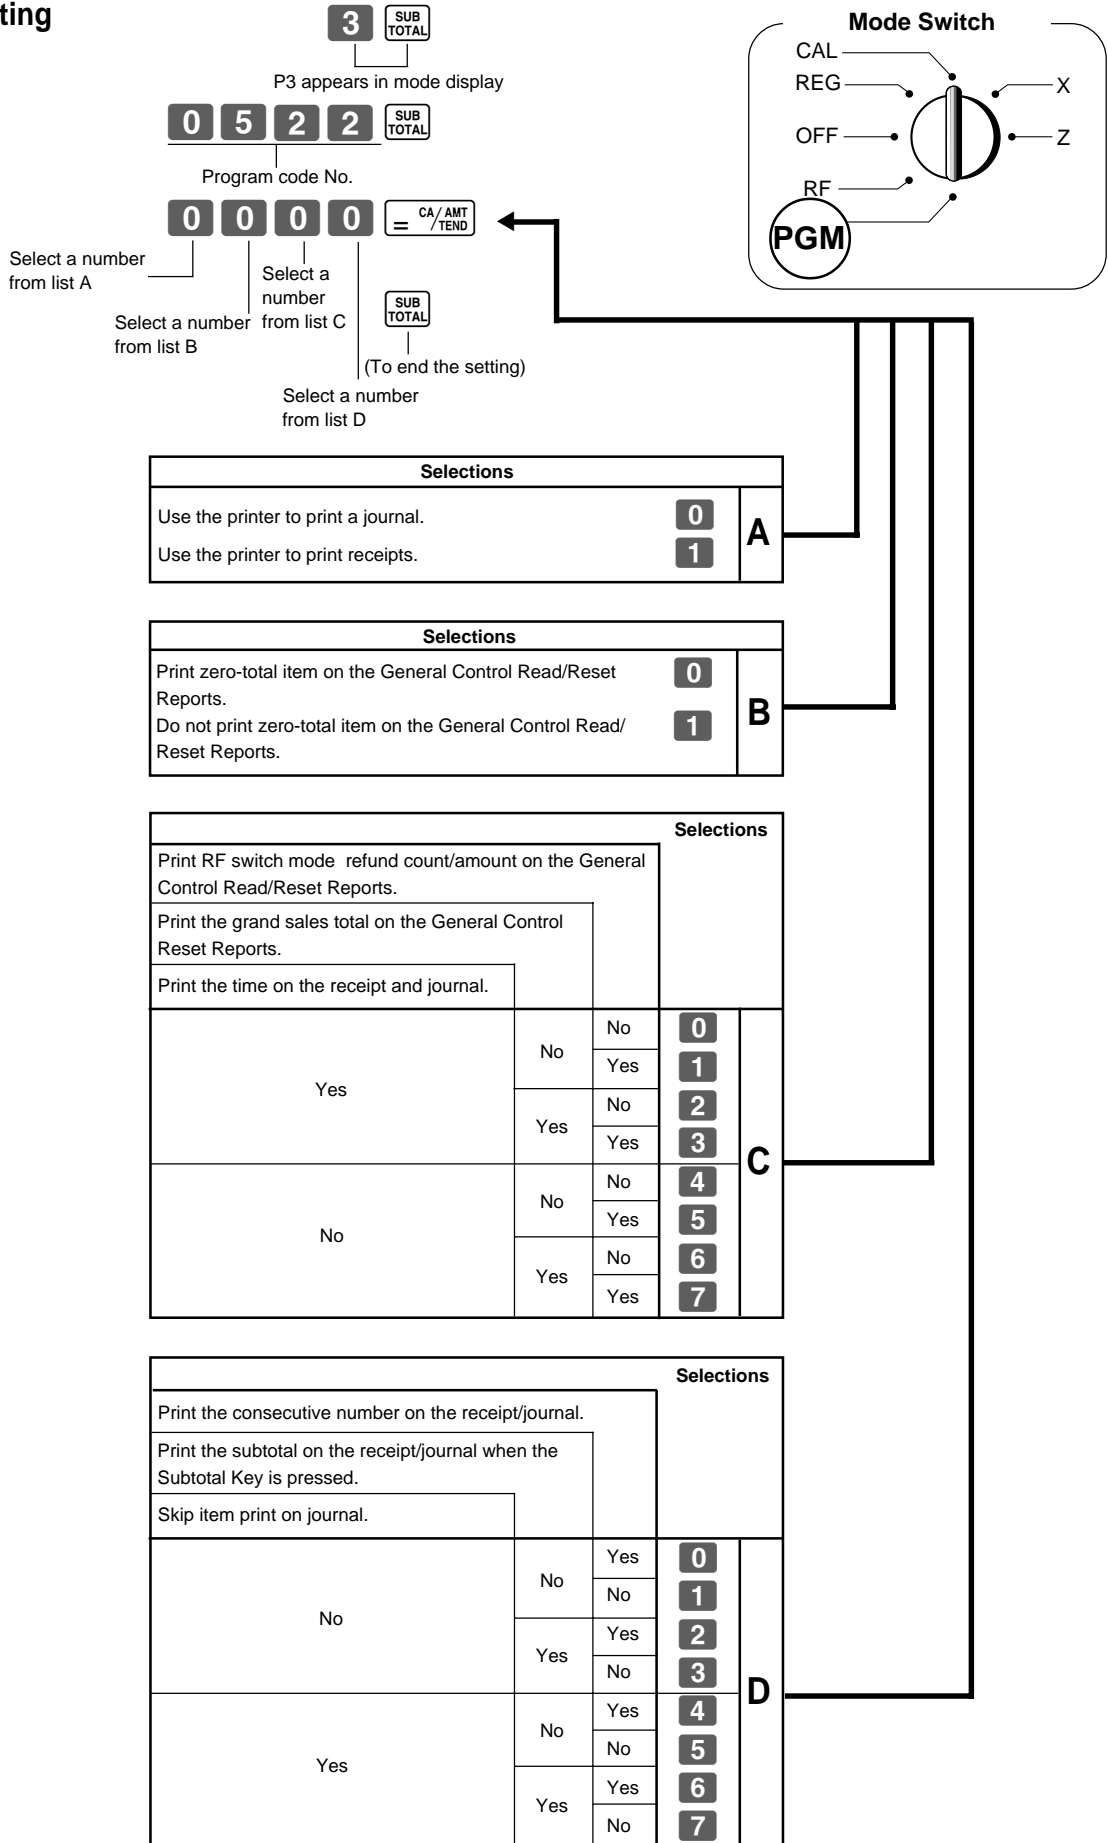 ting
3 SUB TOTAL
P3 appears in mode display
0 5 2 2 SUB TOTAL
Program code No.
0 0 0 0 = CA/AMT/TEND
Select a number
from list A
Select a number
from list B
Select a
number
from list C
SUB TOTAL
(To end the setting)
Select a number
from list D
Mode Switch
CAL
REG
OFF
RF
PGM
X
Z
Selections
Use the printer to print a journal. 0
Use the printer to print receipts. 1
A
Selections
Print zero-total item on the General Control Read/Reset 0
Reports.
Do not print zero-total item on the General Control Read/ 1
Reset Reports.
B
Selections
Print RF switch mode refund count/amount on the General
Control Read/Reset Reports.
Print the grand sales total on the General Control
Reset Reports.
Print the time on the receipt and journal.
Yes No No 0
Yes 1
Yes No 2
Yes 3
No No No 4
Yes 5
Yes No 6
Yes 7
C
Selections
Print the consecutive number on the receipt/journal.
Print the subtotal on the receipt/journal when the
Subtotal Key is pressed.
Skip item print on journal.
No No Yes 0
No 1
Yes Yes 2
No 3
Yes No Yes 4
No 5
Yes Yes 6
No 7
D